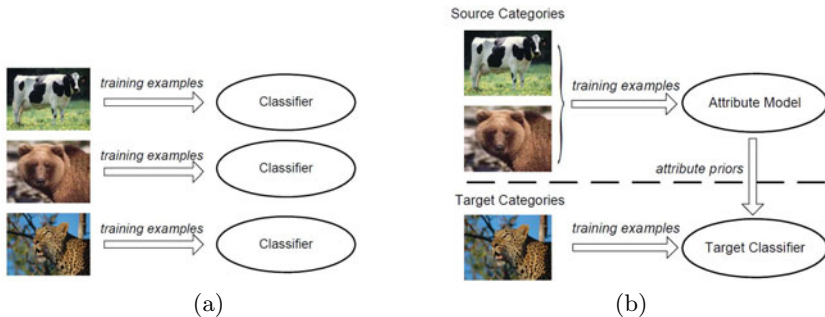 training examples
Classifier
training examples
Classifier
training examples
Classifier
(a)
Source Categories
training examples
Attribute Model
attribute priors
Target Categories
training examples
Target Classifier
(b)